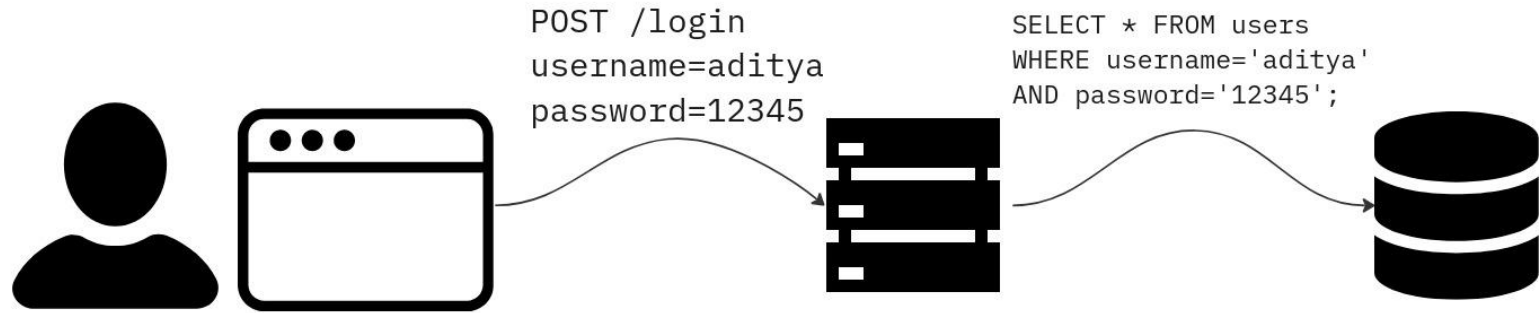 POST /login
username=aditya
password=12345
SELECT * FROM users
WHERE username='aditya'
AND password='12345';